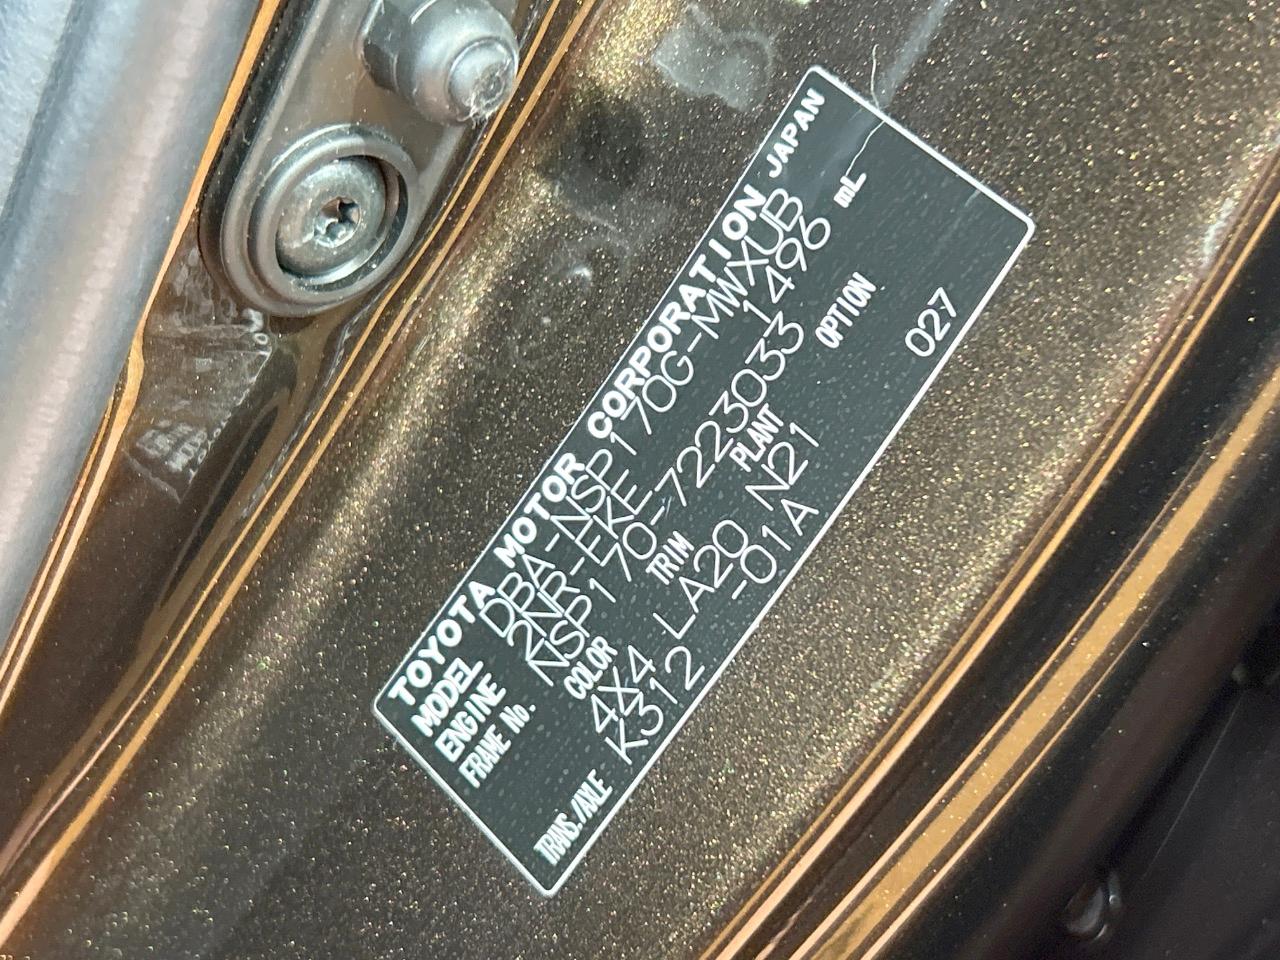 TOYOTA MOTOR CORPORATION JAPAN
MODEL DBA-NSP170G-MWXUB
ENGINE 2NR-FKE 1496 mL
FRAME No. NSP170-7223033
COLOR TRIM PLANT OPTION
4X4 LA20 N21 027
TRANS./AXLE K312 -01A